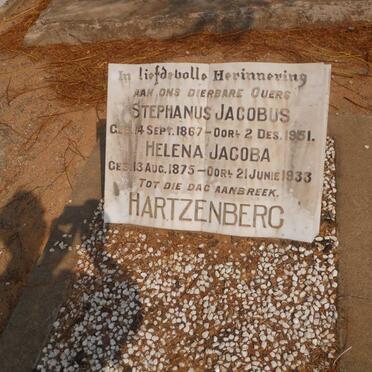 In liefdevolle Herinnering
AAN ONS DIERBARE OUERS
STEPHANUS JACOBUS
GEB. 14 SEPT. 1867 – OORL 2 DES. 1951.
HELENA JACOBA
GEB. 13 AUG. 1875 – OORL 21 JUNIE 1933
TOT DIE DAG AANBREEK.
HARTZENBERG